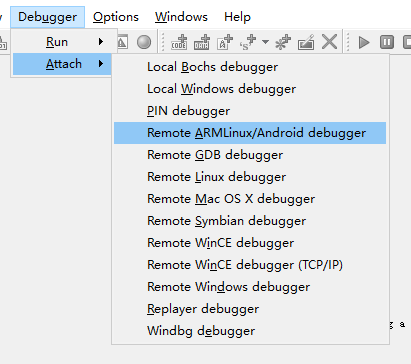 Debugger Options Windows Help
Run
Attach
Local Bochs debugger
Local Windows debugger
PIN debugger
Remote ARMLinux/Android debugger
Remote GDB debugger
Remote Linux debugger
Remote Mac OS X debugger
Remote Symbian debugger
Remote WinCE debugger
Remote WinCE debugger (TCP/IP)
Remote Windows debugger
Replayer debugger
Windbg debugger